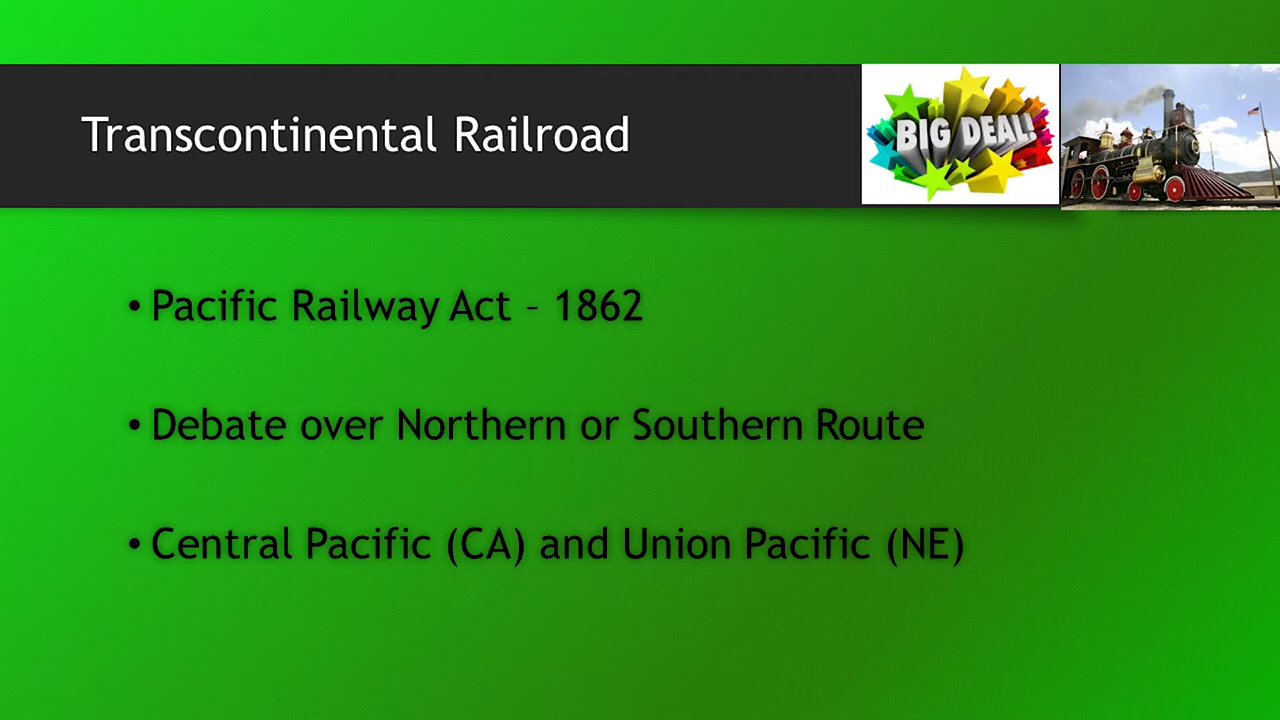 Transcontinental Railroad
BIG DEAL!
• Pacific Railway Act – 1862
• Debate over Northern or Southern Route
• Central Pacific (CA) and Union Pacific (NE)